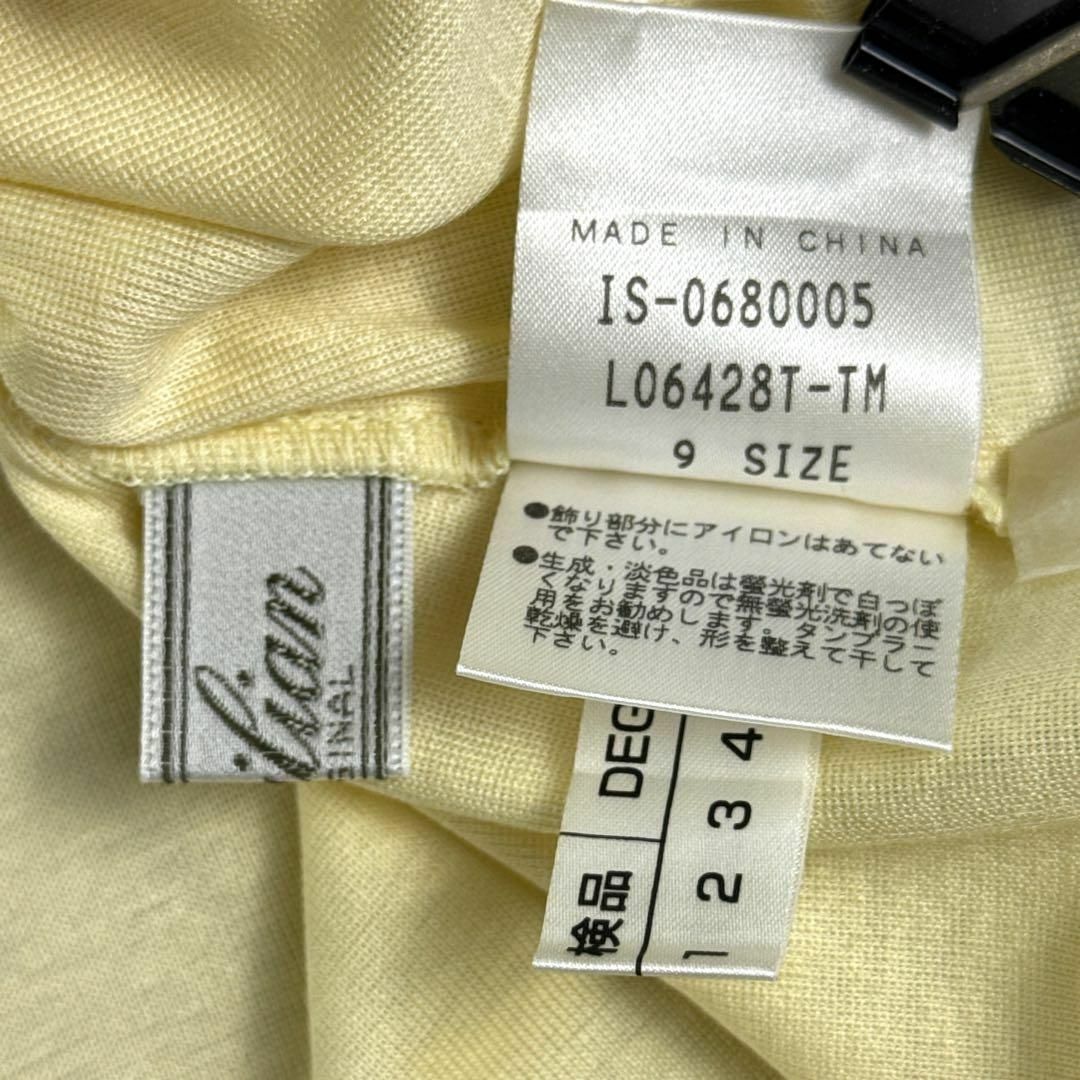 MADE IN CHINA
IS-0680005
L06428T-TM
9 SIZE
●飾り部分にアイロンはあてない
で下さい。
●生成・淡色品は螢光剤で白っぽ
くなりますので無螢光洗剤の使
用をお勧めします。タンブラー
乾燥を避け、形を整えて干して
下さい。
検品 DEG
1 2 3 4